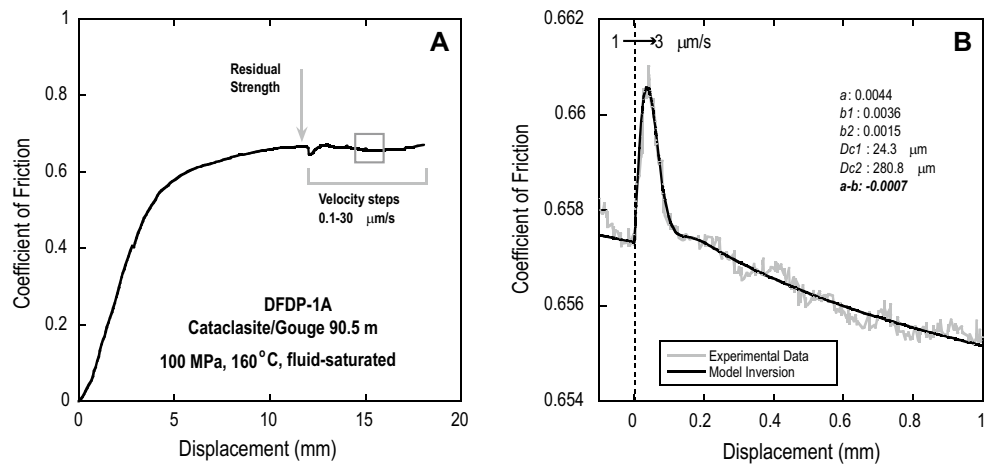 A
1
0.8
0.6
0.4
0.2
0
Coefficient of Friction
Residual
Strength
Velocity steps
0.1-30 μm/s
DFDP-1A
Cataclasite/Gouge 90.5 m
100 MPa, 160°C, fluid-saturated
0 5 10 15 20
Displacement (mm)
B
0.662
0.66
0.658
0.656
0.654
Coefficient of Friction
1 3 μm/s
a: 0.0044
b1: 0.0036
b2: 0.0015
Dc1 : 24.3 μm
Dc2 : 280.8 μm
a-b: -0.0007
Experimental Data
Model Inversion
0 0.2 0.4 0.6 0.8 1
Displacement (mm)